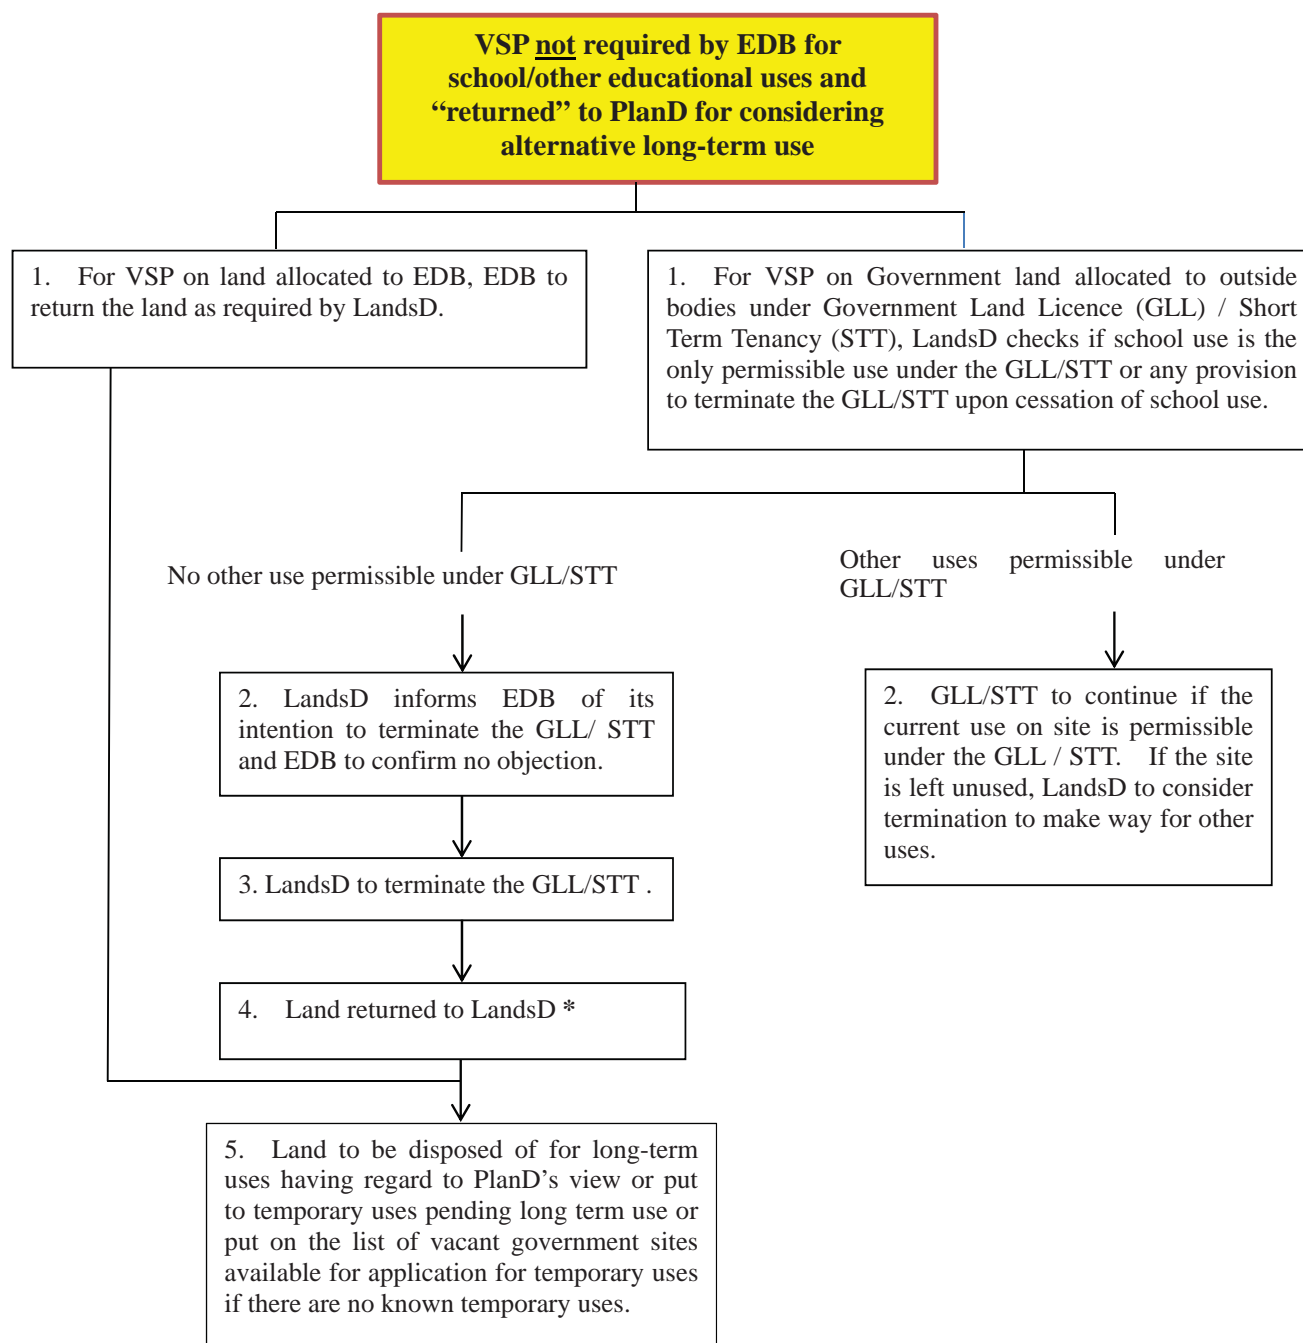 VSP not required by EDB for
school/other educational uses and
“returned” to PlanD for considering
alternative long-term use
1. For VSP on land allocated to EDB, EDB to
return the land as required by LandsD.
1. For VSP on Government land allocated to outside
bodies under Government Land Licence (GLL) / Short
Term Tenancy (STT), LandsD checks if school use is the
only permissible use under the GLL/STT or any provision
to terminate the GLL/STT upon cessation of school use.
No other use permissible under GLL/STT
Other uses permissible under
GLL/STT
2. LandsD informs EDB of its
intention to terminate the GLL/ STT
and EDB to confirm no objection.
2. GLL/STT to continue if the
current use on site is permissible
under the GLL / STT. If the site
is left unused, LandsD to consider
termination to make way for other
uses.
3. LandsD to terminate the GLL/STT .
4. Land returned to LandsD *
5. Land to be disposed of for long-term
uses having regard to PlanD’s view or put
to temporary uses pending long term use or
put on the list of vacant government sites
available for application for temporary uses
if there are no known temporary uses.